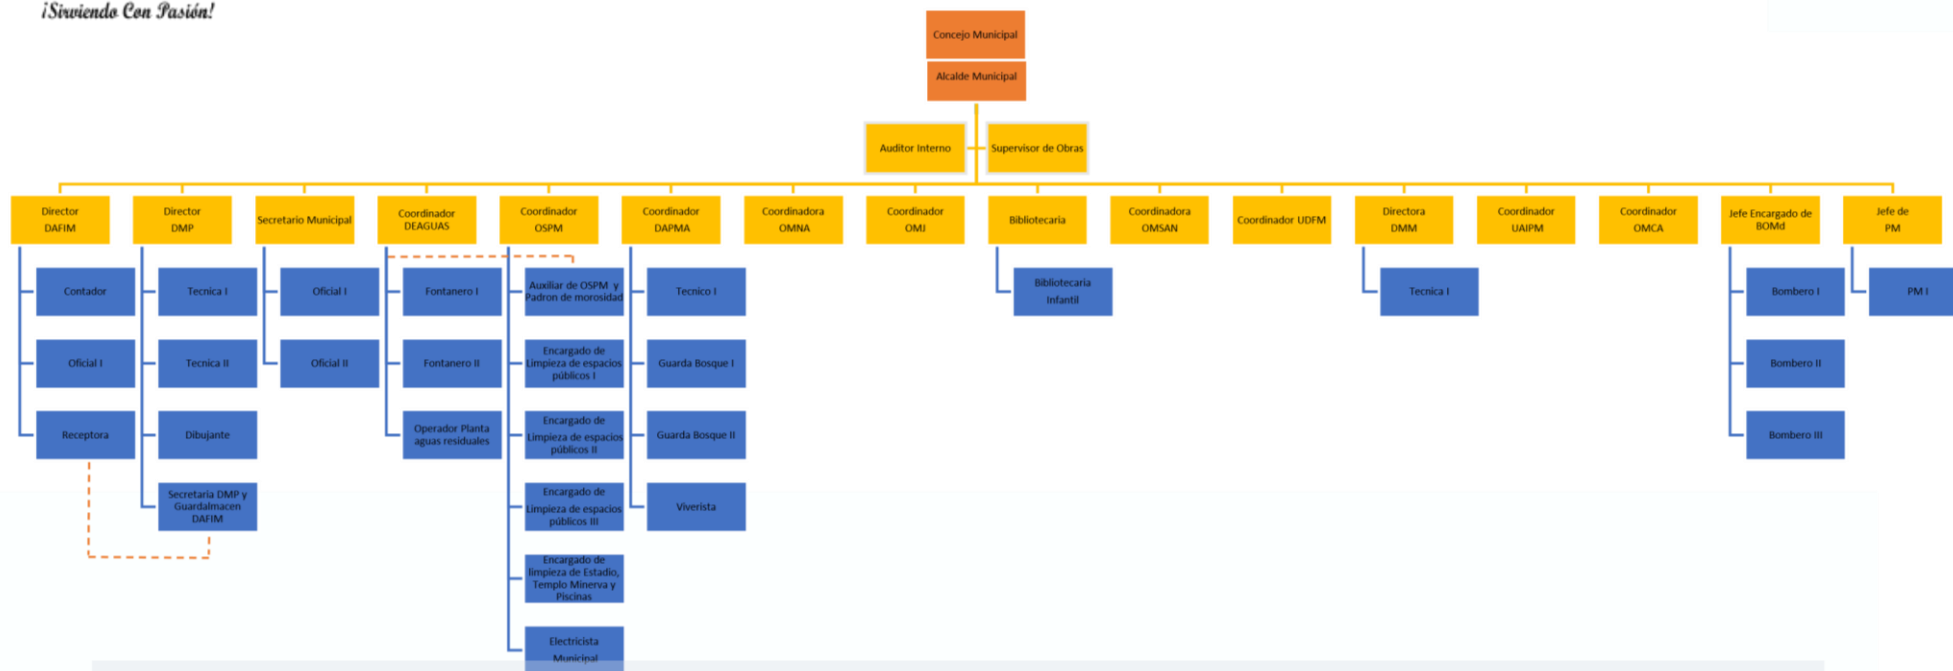 ¡Sirviendo Con Pasión!
Concejo Municipal
Alcalde Municipal
Auditor Interno
Supervisor de Obras
Director
DAFIM
Director
DMP
Secretario Municipal
Coordinador
DEAGUAS
Coordinador
OSPM
Coordinador
DAPMA
Coordinadora
OMNA
Coordinador
OMJ
Bibliotecaria
Coordinadora
OMSAN
Coordinador UDFM
Directora
DMM
Coordinador
UAIPM
Coordinador
OMCA
Jefe Encargado de
BOMd
Jefe de
PM
Contador
Tecnica I
Oficial I
Fontanero I
Auxiliar de OSPM y
Padron de morosidad
Tecnico I
Bibliotecaria
Infantil
Tecnica I
Bombero I
PM I
Oficial I
Tecnica II
Oficial II
Fontanero II
Encargado de
Limpieza de espacios
públicos I
Guarda Bosque I
Bombero II
Receptora
Dibujante
Operador Planta
aguas residuales
Encargado de
Limpieza de espacios
públicos II
Guarda Bosque II
Bombero III
Secretaria DMP y
Guardalmacen
DAFIM
Encargado de
Limpieza de espacios
públicos III
Viverista
Encargado de
limpieza de Estadio,
Templo Minerva y
Piscinas
Electricista
Municipal